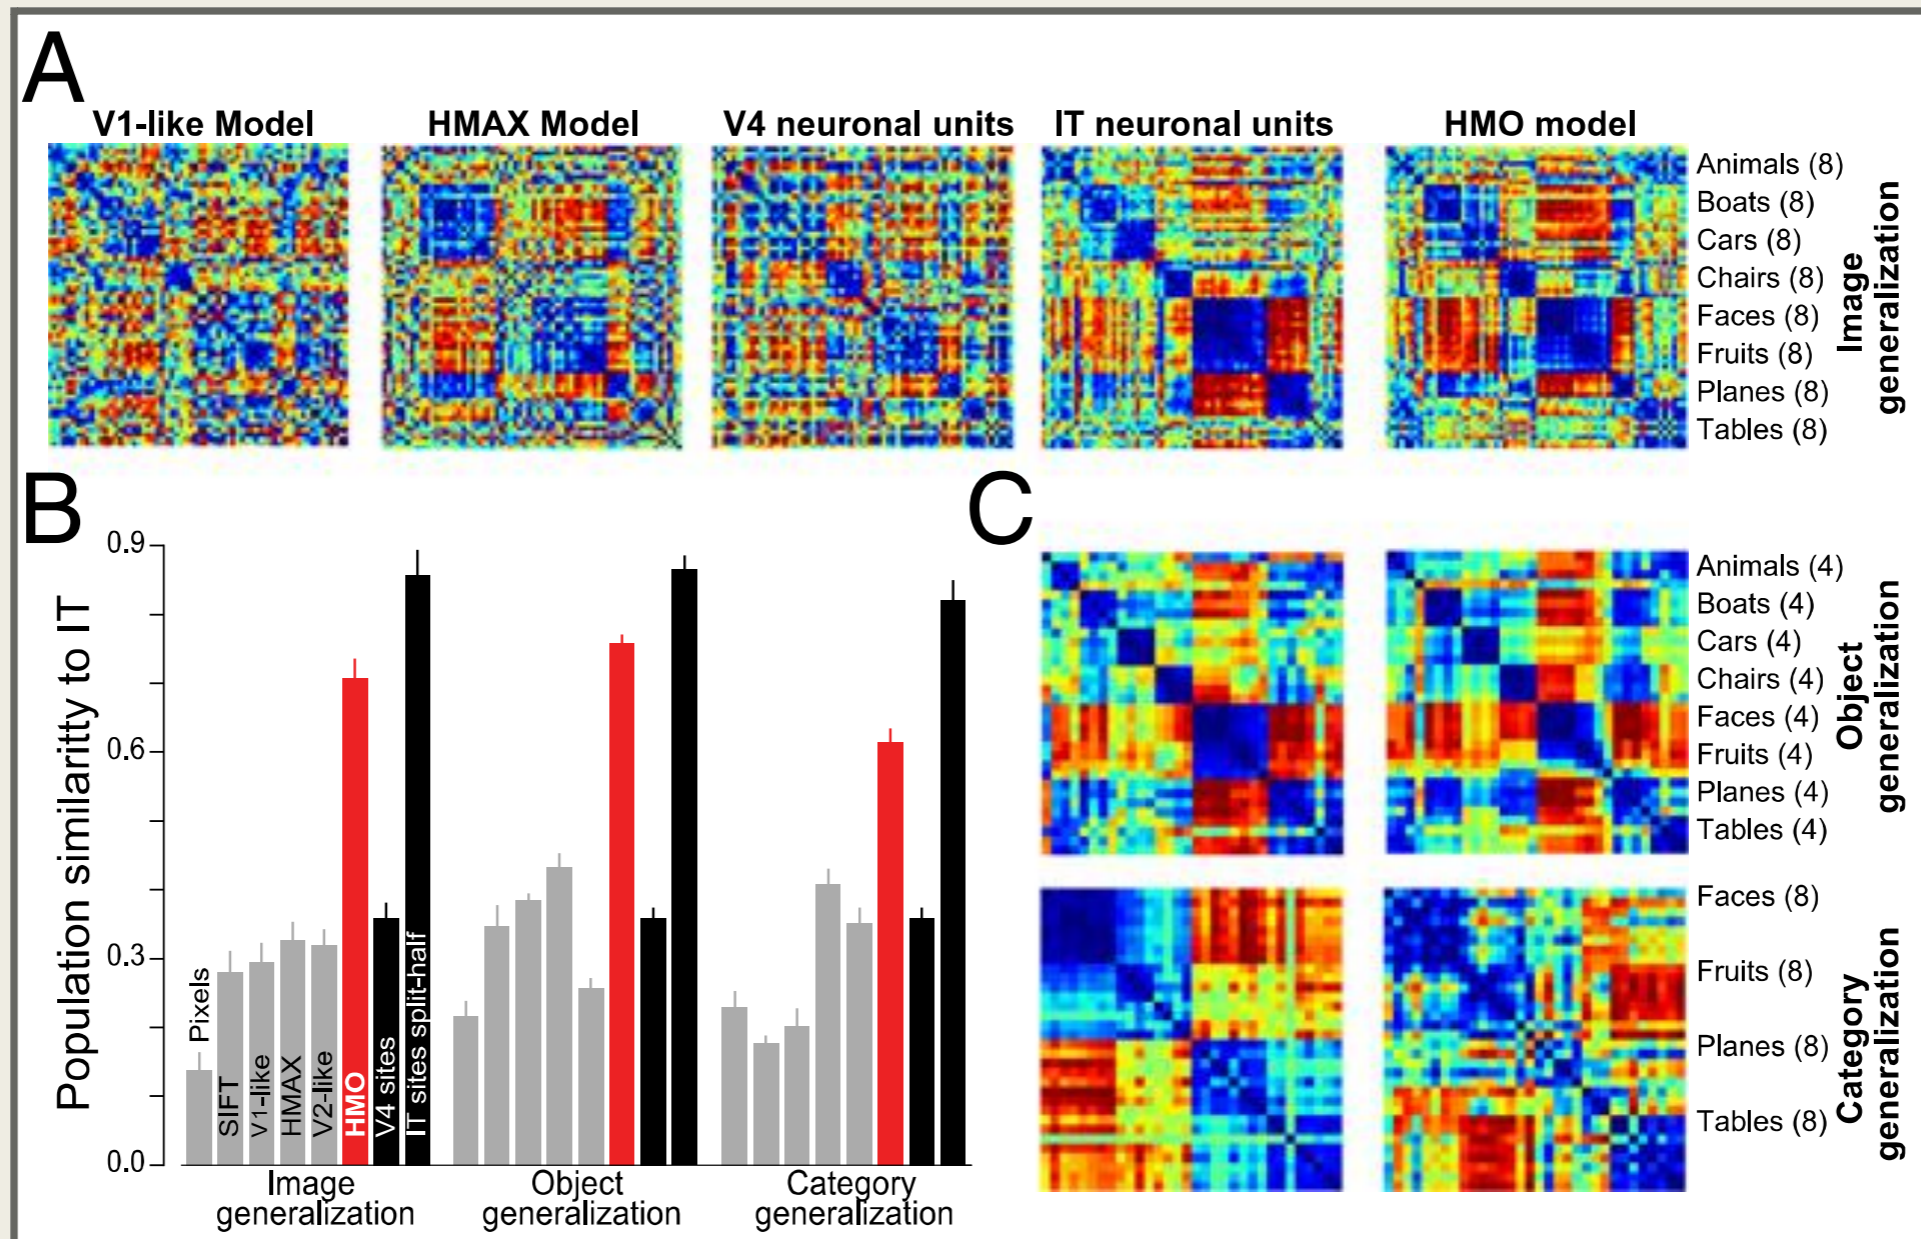 A
V1-like Model
HMAX Model
V4 neuronal units
IT neuronal units
HMO model
Animals (8)
Boats (8)
Cars (8)
Chairs (8)
Faces (8)
Fruits (8)
Planes (8)
Tables (8)
Image
generalization
B
Population similaritty to IT
0.9
0.6
0.3
0.0
Pixels
SIFT
V1-like
HMAX
V2-like
HMO
V4 sites
IT sites split-half
Image
generalization
Object
generalization
Category
generalization
C
Animals (4)
Boats (4)
Cars (4)
Chairs (4)
Faces (4)
Fruits (4)
Planes (4)
Tables (4)
Object
generalization
Faces (8)
Fruits (8)
Planes (8)
Tables (8)
Category
generalization